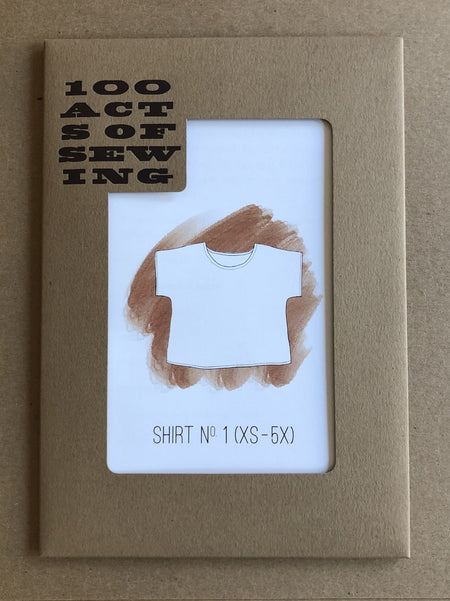 100
ACT
S OF
SEW
ING
SHIRT Nº. 1 (XS-5X)